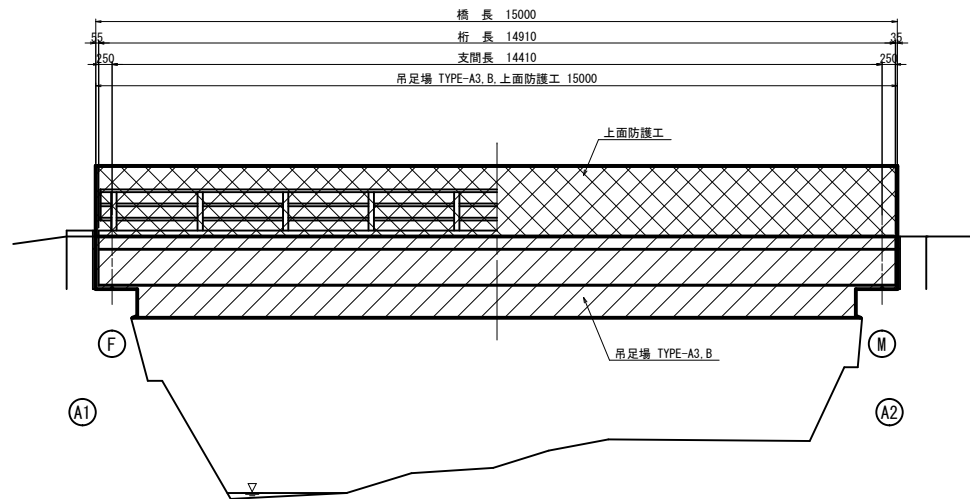 橋 長 15000
55 桁 長 14910 35
250 支間長 14410 250
吊足場 TYPE-A3,B,上面防護工 15000
上面防護工
F
M
吊足場 TYPE-A3,B
A1
A2